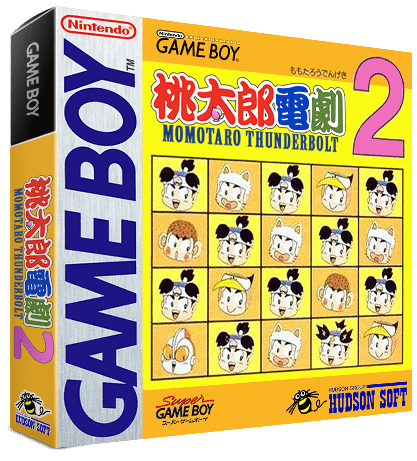 GAME BOY
桃太郎電劇
MOMOTARO THUNDERBOLT
2
HUDSON SOFT
Nintendo
GAME BOY
TM
Nintendo
GAME BOY
ももたろうでんげき
桃太郎電劇
2
MOMOTARO THUNDERBOLT
Super
GAME BOY
スーパーゲームボーイ
HUDSON GROUP
HUDSON SOFT